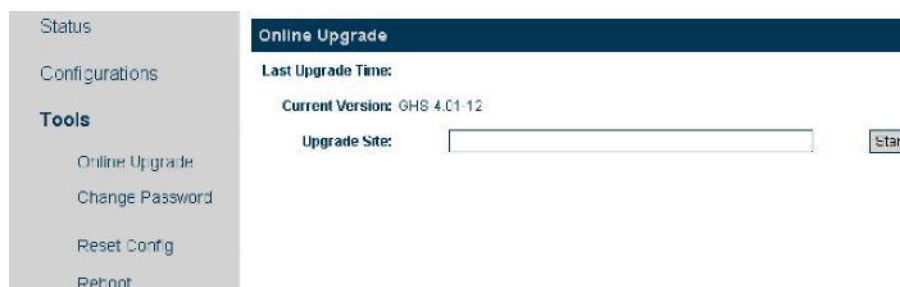 Status
Configurations
Tools
Online Upgrade
Change Password
Reset Config
Reboot
Online Upgrade
Last Upgrade Time:
Current Version: GHS-4.01-12
Upgrade Site:
Star